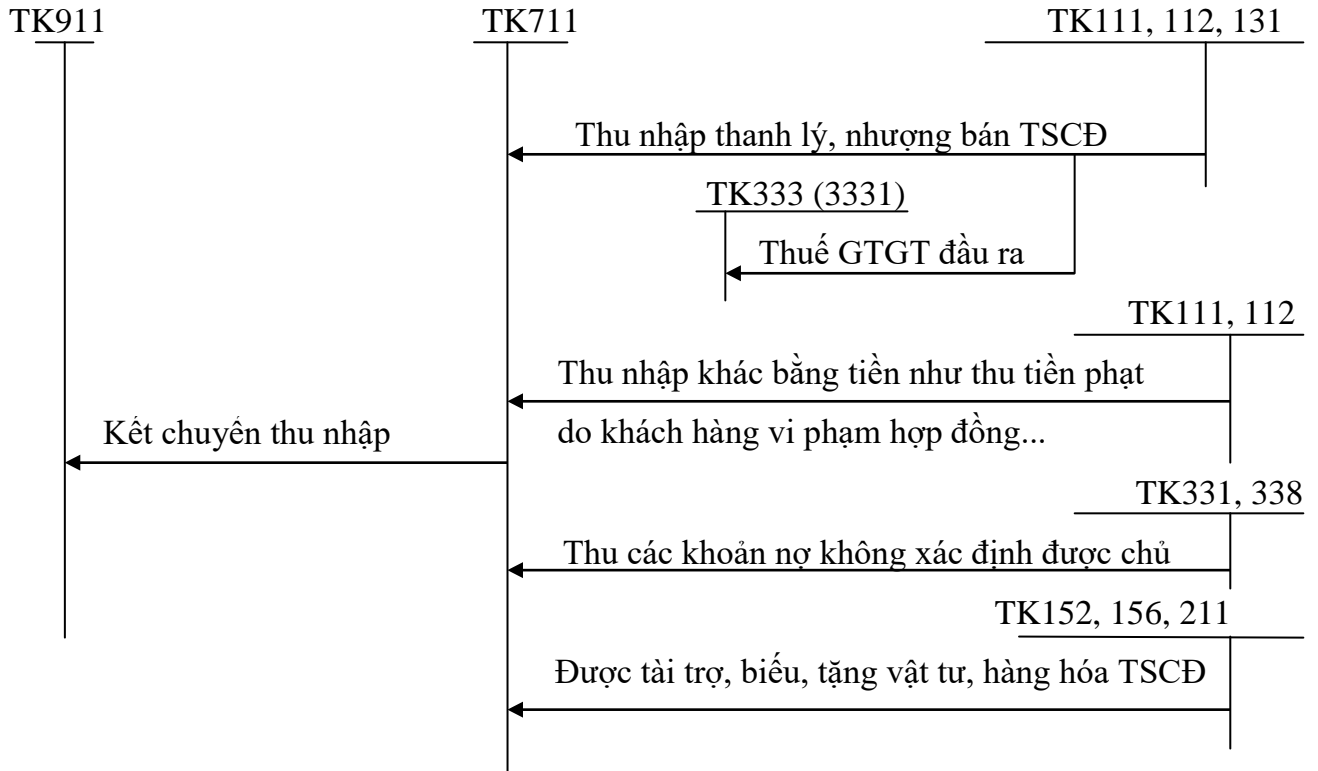 TK911
TK711
TK111, 112, 131
Thu nhập thanh lý, nhượng bán TSCĐ
TK333 (3331)
Thuế GTGT đầu ra
TK111, 112
Thu nhập khác bằng tiền như thu tiền phạt
do khách hàng vi phạm hợp đồng...
Kết chuyển thu nhập
TK331, 338
Thu các khoản nợ không xác định được chủ
TK152, 156, 211
Được tài trợ, biếu, tặng vật tư, hàng hóa TSCĐ